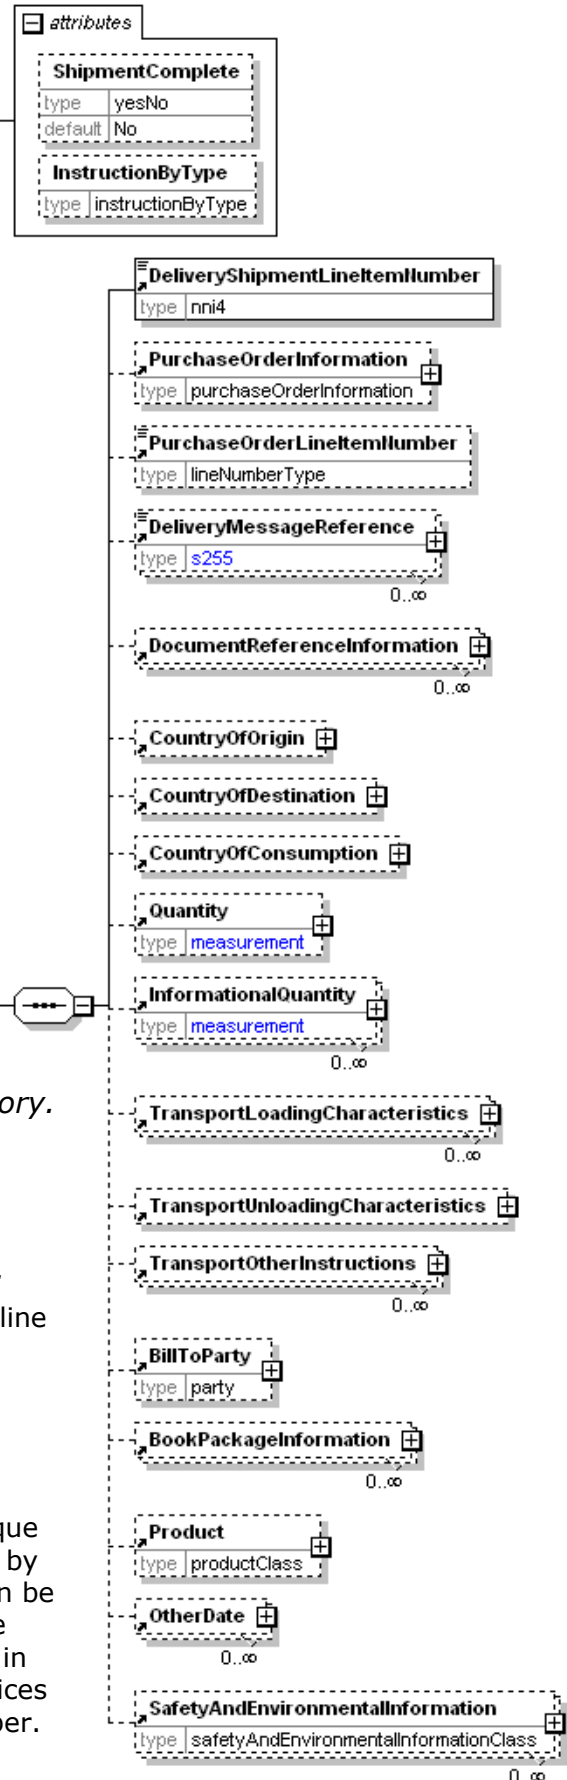 attributes
ShipmentComplete
type yesNo
default No
InstructionByType
type instructionByType
DeliveryShipmentLineItemNumber
type nni4
PurchaseOrderInformation
type purchaseOrderInformation
PurchaseOrderLineItemNumber
type lineNumberType
DeliveryMessageReference
type s255
0..∞
DocumentReferenceInformation
0..∞
CountryOfOrigin
CountryOfDestination
CountryOfConsumption
Quantity
type measurement
InformationalQuantity
type measurement
0..∞
ory.
TransportLoadingCharacteristics
0..∞
TransportUnloadingCharacteristics
TransportOtherInstructions
0..∞
line
BillToParty
type party
BookPackageInformation
0..∞
que
by
n be
e
in
ices
ber.
Product
type productClass
OtherDate
0..∞
SafetyAndEnvironmentalInformation
type safetyAndEnvironmentalInformationClass
0..∞